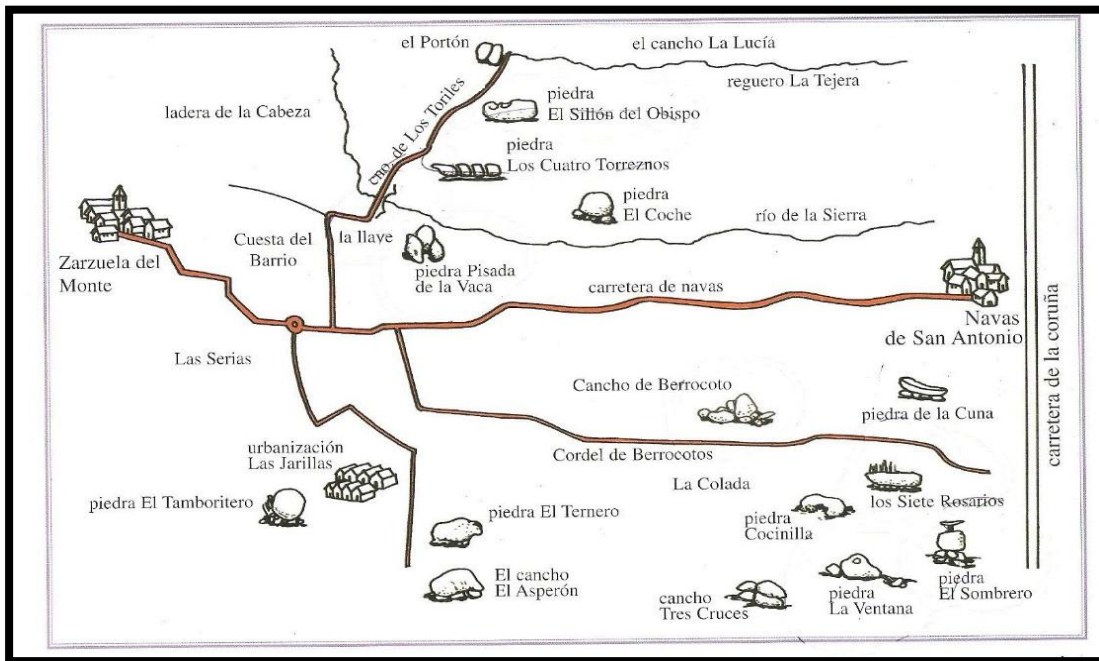 el Portón
el cancho La Lucía
reguero La Tejera
ladera de la Cabeza
cno. de Los Toriles
piedra
El Sillón del Obispo
piedra
Los Cuatro Torreznos
piedra
El Coche
río de la Sierra
Cuesta del
Barrio
la llave
piedra Pisada
de la Vaca
Zarzuela del
Monte
carretera de navas
Navas
de San Antonio
carretera de la coruña
Las Serias
Cancho de Berrocoto
piedra de la Cuna
urbanización
Las Jarillas
Cordel de Berrocotos
La Colada
piedra El Tamboritero
los Siete Rosarios
piedra El Ternero
piedra
Cocinilla
El cancho
El Asperón
cancho
Tres Cruces
piedra
La Ventana
piedra
El Sombrero